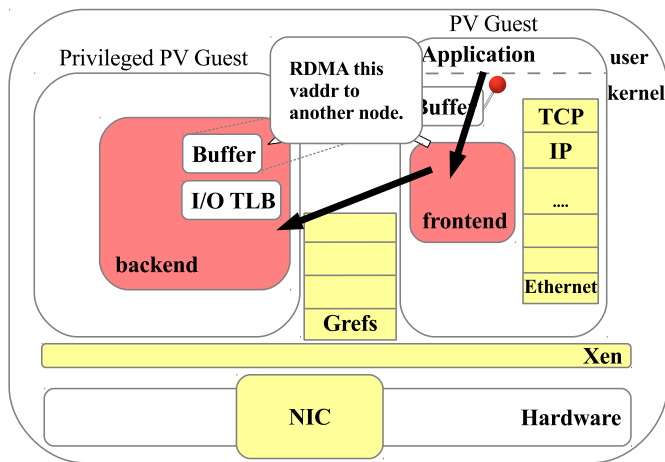 PV Guest
Privileged PV Guest
Application
user
kernel
RDMA this
vaddr to
another node.
Buffer
TCP
Buffer
IP
I/O TLB
....
frontend
backend
Ethernet
Grefs
Xen
NIC
Hardware